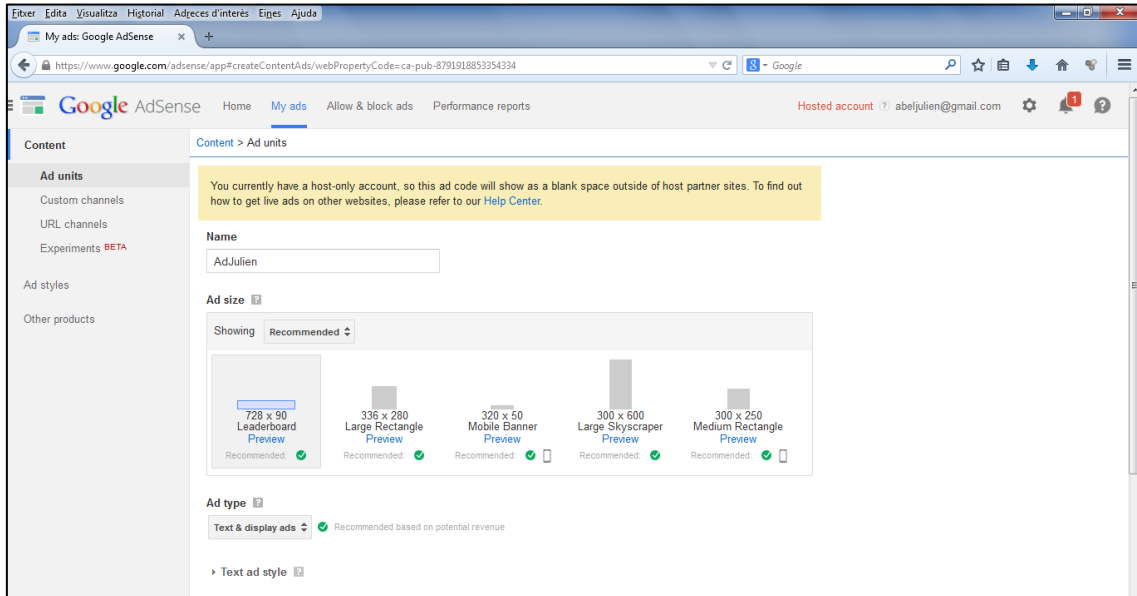 Fitxer Edita Visualitza Historial Adreces d'interès Eines Ajuda
My ads: Google AdSense
https://www.google.com/adsense/app#createContentAds/webPropertyCode=ca-pub-8791918853354334
Google
Google AdSense Home My ads Allow & block ads Performance reports Hosted account ? abeljulien@gmail.com 1 ?
Content
Content > Ad units
Ad units
Custom channels
URL channels
Experiments BETA
Ad styles
Other products
You currently have a host-only account, so this ad code will show as a blank space outside of host partner sites. To find out
how to get live ads on other websites, please refer to our Help Center.
Name
AdJulien
Ad size ?
Showing Recommended
728 x 90
Leaderboard
Preview
Recommended:
336 x 280
Large Rectangle
Preview
Recommended:
320 x 50
Mobile Banner
Preview
Recommended:
300 x 600
Large Skyscraper
Preview
Recommended:
300 x 250
Medium Rectangle
Preview
Recommended:
Ad type ?
Text & display ads Recommended based on potential revenue
Text ad style ?